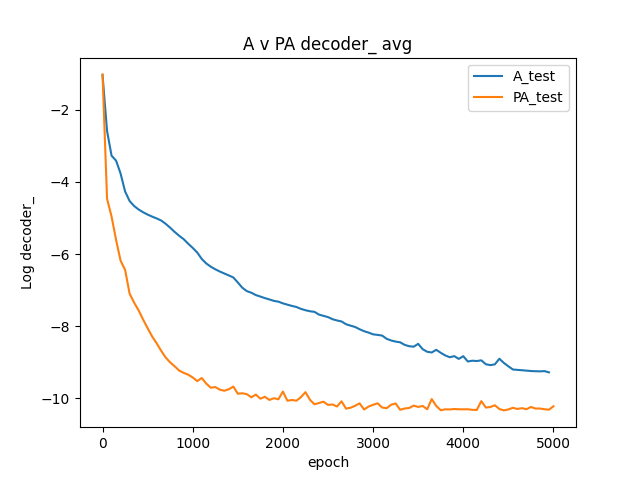 A v PA decoder_ avg
A_test
PA_test
Log decoder_
−2
−4
−6
−8
−10
0 1000 2000 3000 4000 5000
epoch